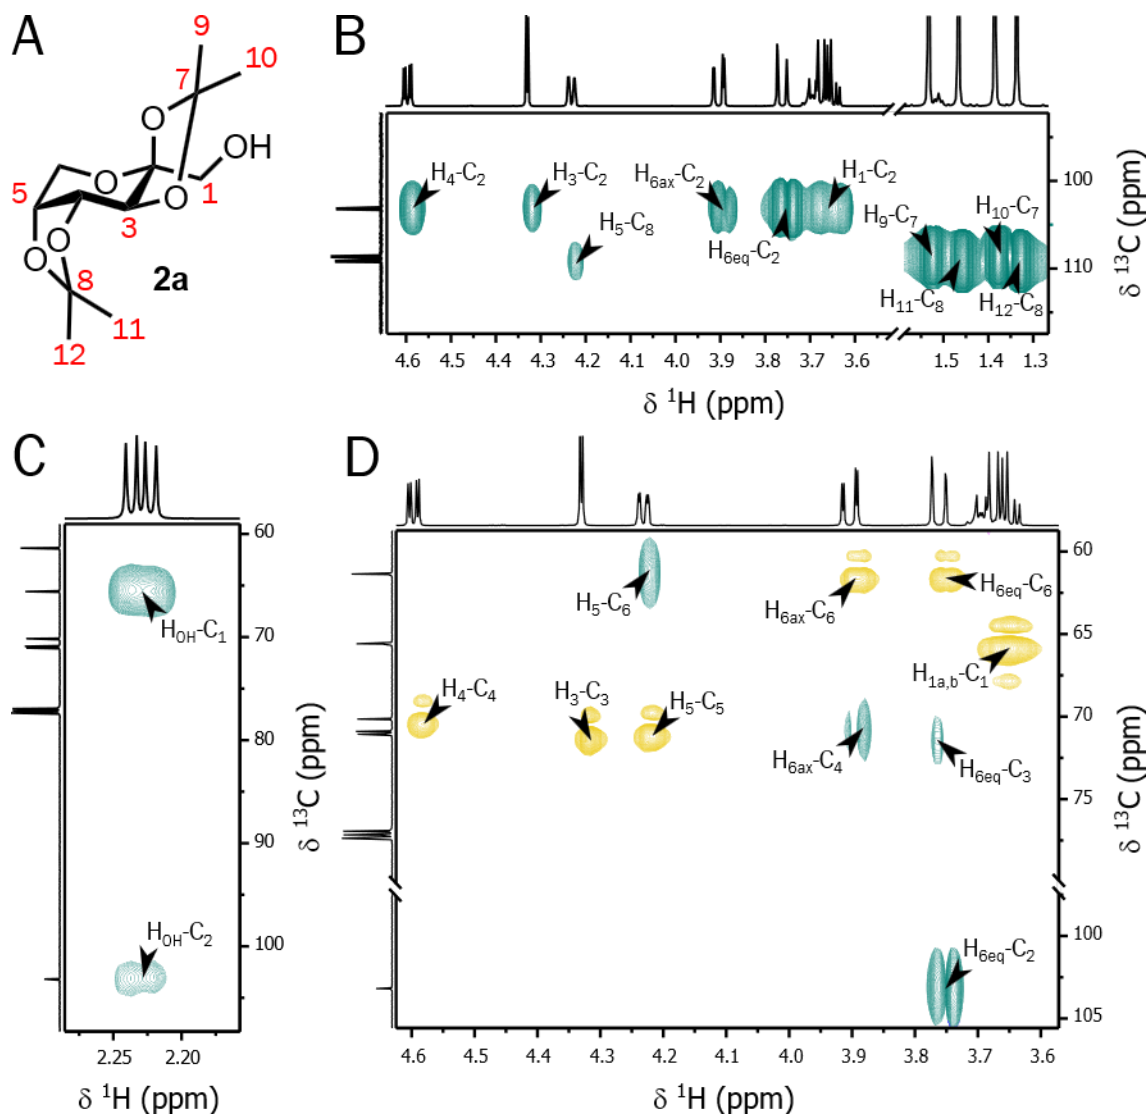 A
9
10
7
O
OH
5
O
O
1
3
O
O
8
2a
11
12
B
H4-C2
H3-C2
H6ax-C2
H1-C2
H5-C8
H6eq-C2
H9-C7
H10-C7
H11-C8
H12-C8
100
110
δ 13C (ppm)
4.6 4.5 4.4 4.3 4.2 4.1 4.0 3.9 3.8 3.7 3.6 1.5 1.4 1.3
δ 1H (ppm)
C
60
70
80
90
100
HOH-C1
HOH-C2
δ 13C (ppm)
2.25 2.20
δ 1H (ppm)
D
H5-C6
H6ax-C6
H6eq-C6
H1a,b-C1
H4-C4
H3-C3
H5-C5
H6ax-C4
H6eq-C3
H6eq-C2
60
65
70
75
100
105
δ 13C (ppm)
4.6 4.5 4.4 4.3 4.2 4.1 4.0 3.9 3.8 3.7 3.6
δ 1H (ppm)